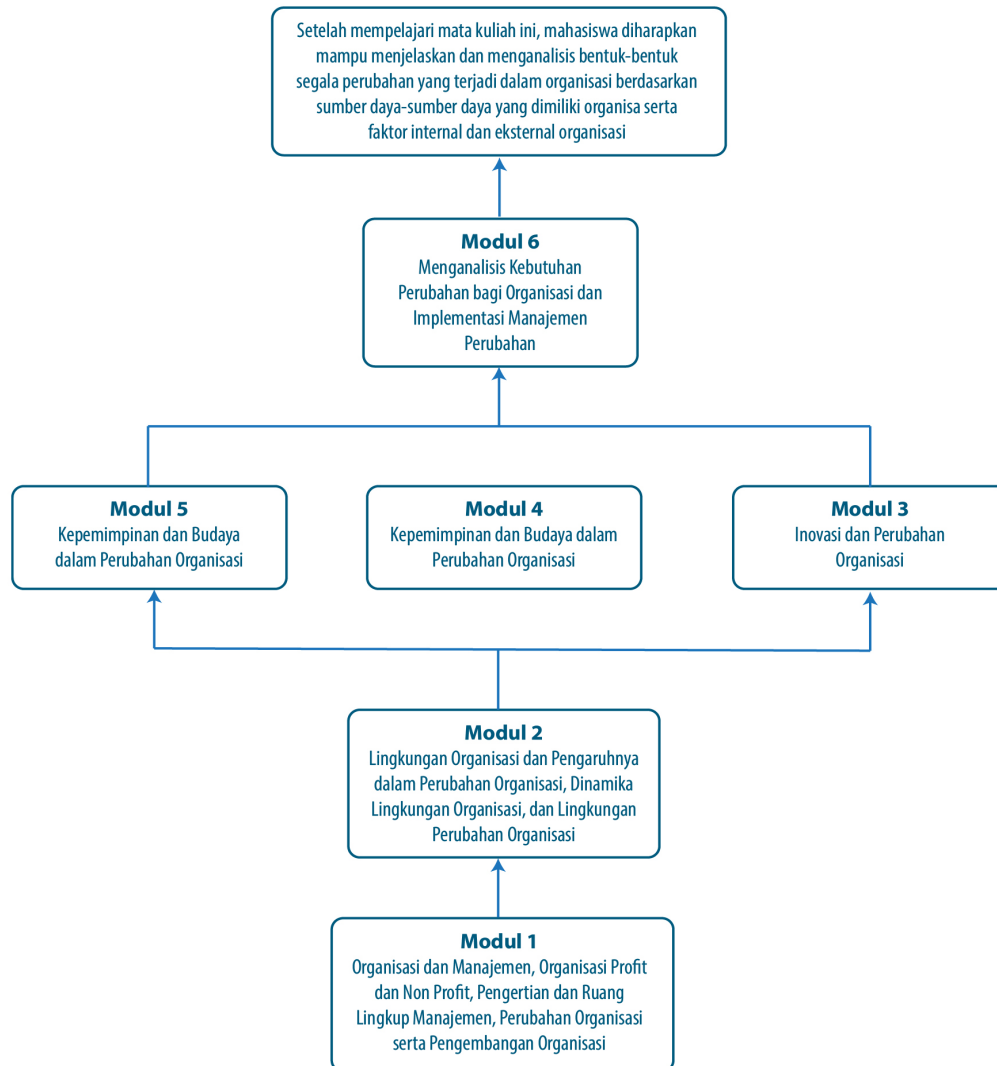 Setelah mempelajari mata kuliah ini, mahasiswa diharapkan
mampu menjelaskan dan menganalisis bentuk-bentuk
segala perubahan yang terjadi dalam organisasi berdasarkan
sumber daya-sumber daya yang dimiliki organisa serta
faktor internal dan eksternal organisasi
Modul 6
Menganalisis Kebutuhan
Perubahan bagi Organisasi dan
Implementasi Manajemen
Perubahan
Modul 5
Kepemimpinan dan Budaya
dalam Perubahan Organisasi
Modul 4
Kepemimpinan dan Budaya dalam
Perubahan Organisasi
Modul 3
Inovasi dan Perubahan
Organisasi
Modul 2
Lingkungan Organisasi dan Pengaruhnya
dalam Perubahan Organisasi, Dinamika
Lingkungan Organisasi, dan Lingkungan
Perubahan Organisasi
Modul 1
Organisasi dan Manajemen, Organisasi Profit
dan Non Profit, Pengertian dan Ruang
Lingkup Manajemen, Perubahan Organisasi
serta Pengembangan Organisasi